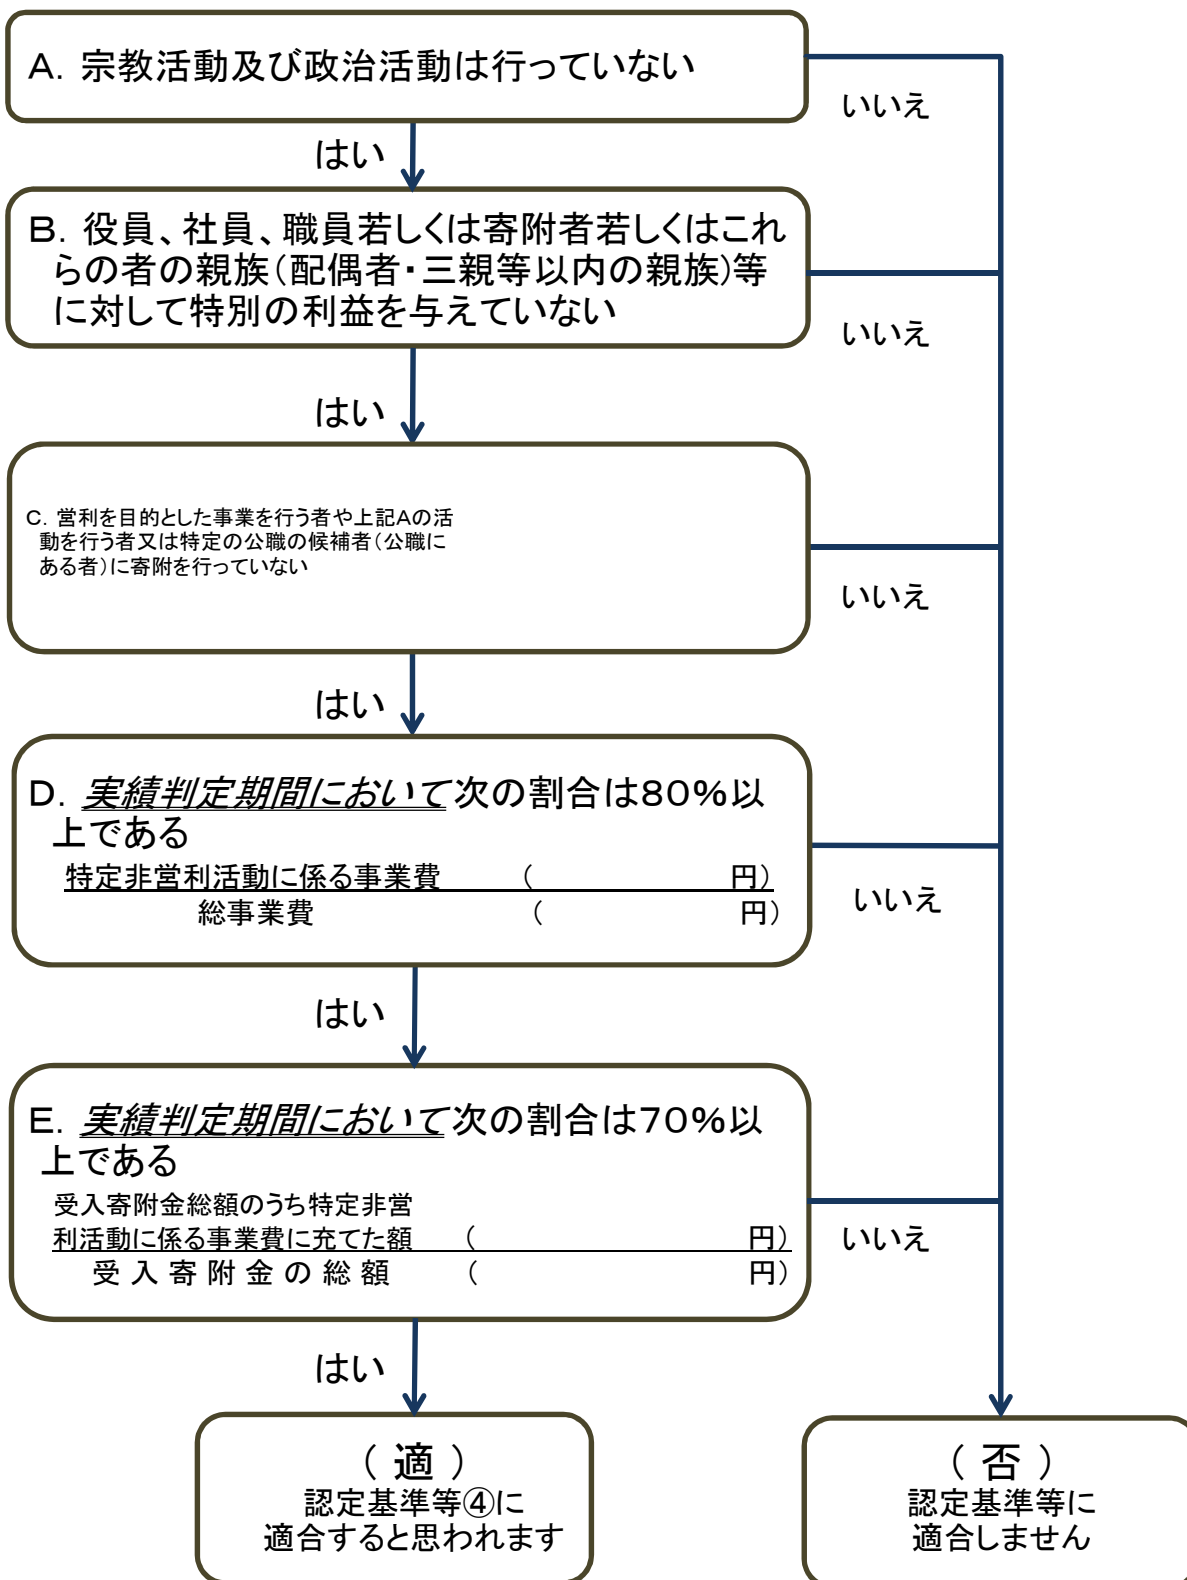 A．宗教活動及び政治活動は行っていない
いいえ
はい
B．役員、社員、職員若しくは寄附者若しくはこれ
らの者の親族（配偶者・三親等以内の親族）等
に対して特別の利益を与えていない
いいえ
はい
C．営利を目的とした事業を行う者や上記Aの活
動を行う者又は特定の公職の候補者（公職に
ある者）に寄附を行っていない
いいえ
はい
D．実績判定期間において次の割合は80％以
上である
特定非営利活動に係る事業費　（　　　　　円）
総事業費　（　　　　　円）
いいえ
はい
E．実績判定期間において次の割合は70％以
上である
受入寄附金総額のうち特定非営
利活動に係る事業費に充てた額　（　　　　　円）
受入寄附金の総額　（　　　　　円）
いいえ
はい
（適）
認定基準等④に
適合すると思われます
（否）
認定基準等に
適合しません